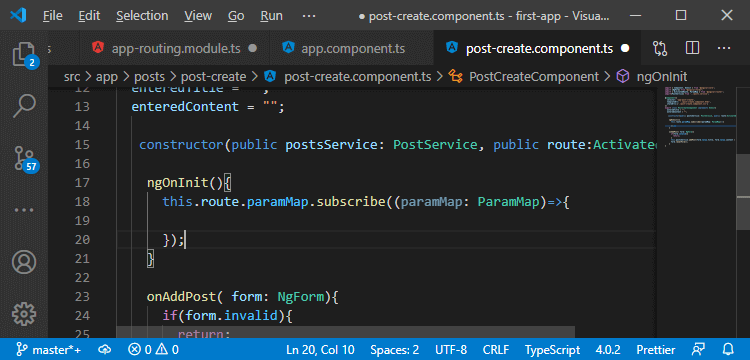 File Edit Selection View Go Run ··· ● post-create.component.ts - first-app - Visua...
.ts app-routing.module.ts ● app.component.ts post-create.component.ts ●
src > app > posts > post-create > post-create.component.ts > PostCreateComponent > ngOnInit
2
57
12 enteredTitle = "";
13 enteredContent = "";
14
15 constructor(public postsService: PostService, public route:Activate
16
17 ngOnInit(){
18 this.route.paramMap.subscribe((paramMap: ParamMap)=>{
19
20 });
21 }
22
23 onAddPost( form: NgForm){
24 if(form.invalid){
25 return;
master*+ 0 0 Ln 20, Col 10 Spaces: 2 UTF-8 CRLF TypeScript 4.0.2 Prettier